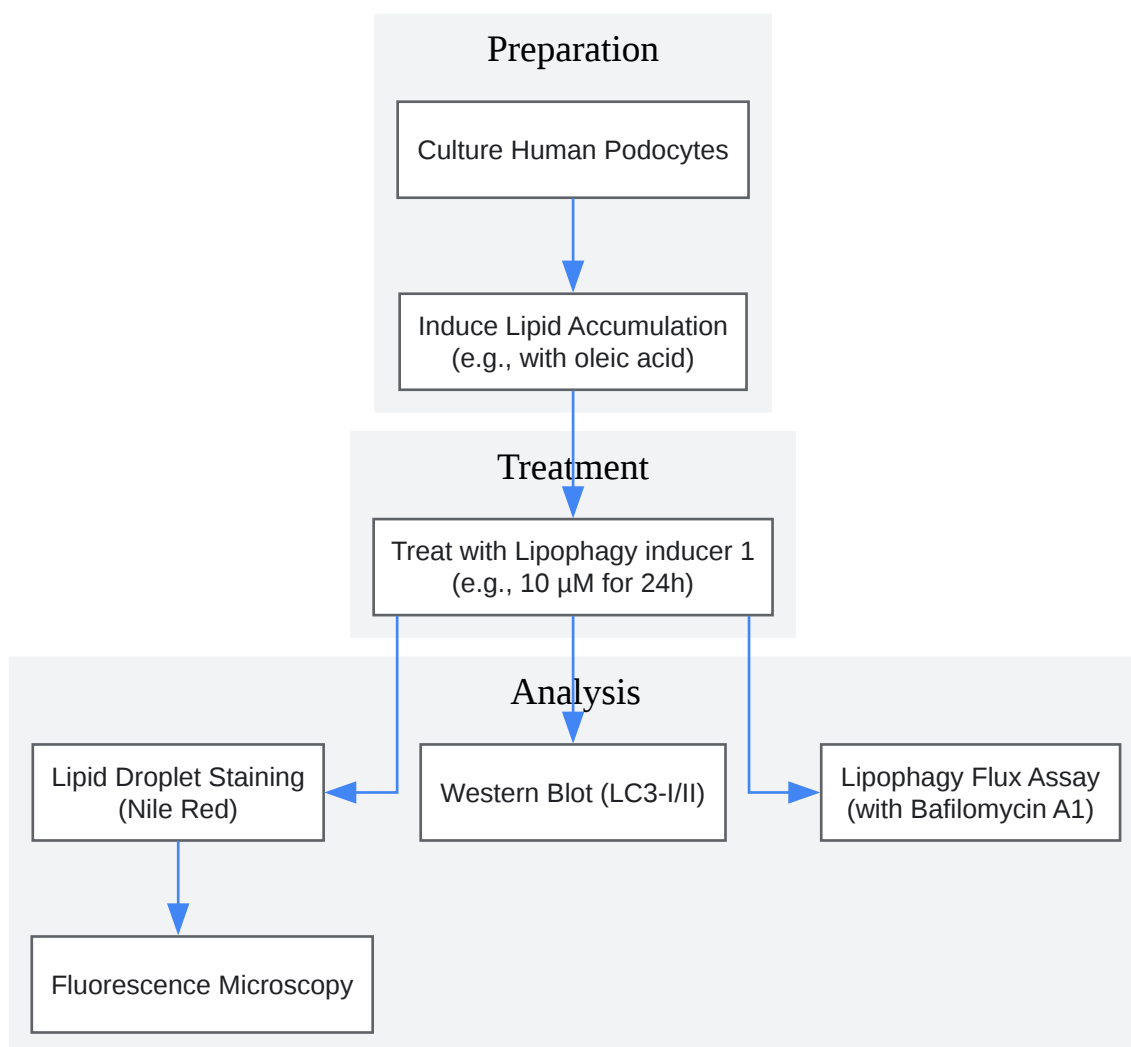 Preparation
Culture Human Podocytes
Induce Lipid Accumulation
(e.g., with oleic acid)
Treatment
Treat with Lipophagy inducer 1
(e.g., 10 µM for 24h)
Analysis
Lipid Droplet Staining
(Nile Red)
Western Blot (LC3-I/II)
Lipophagy Flux Assay
(with Bafilomycin A1)
Fluorescence Microscopy